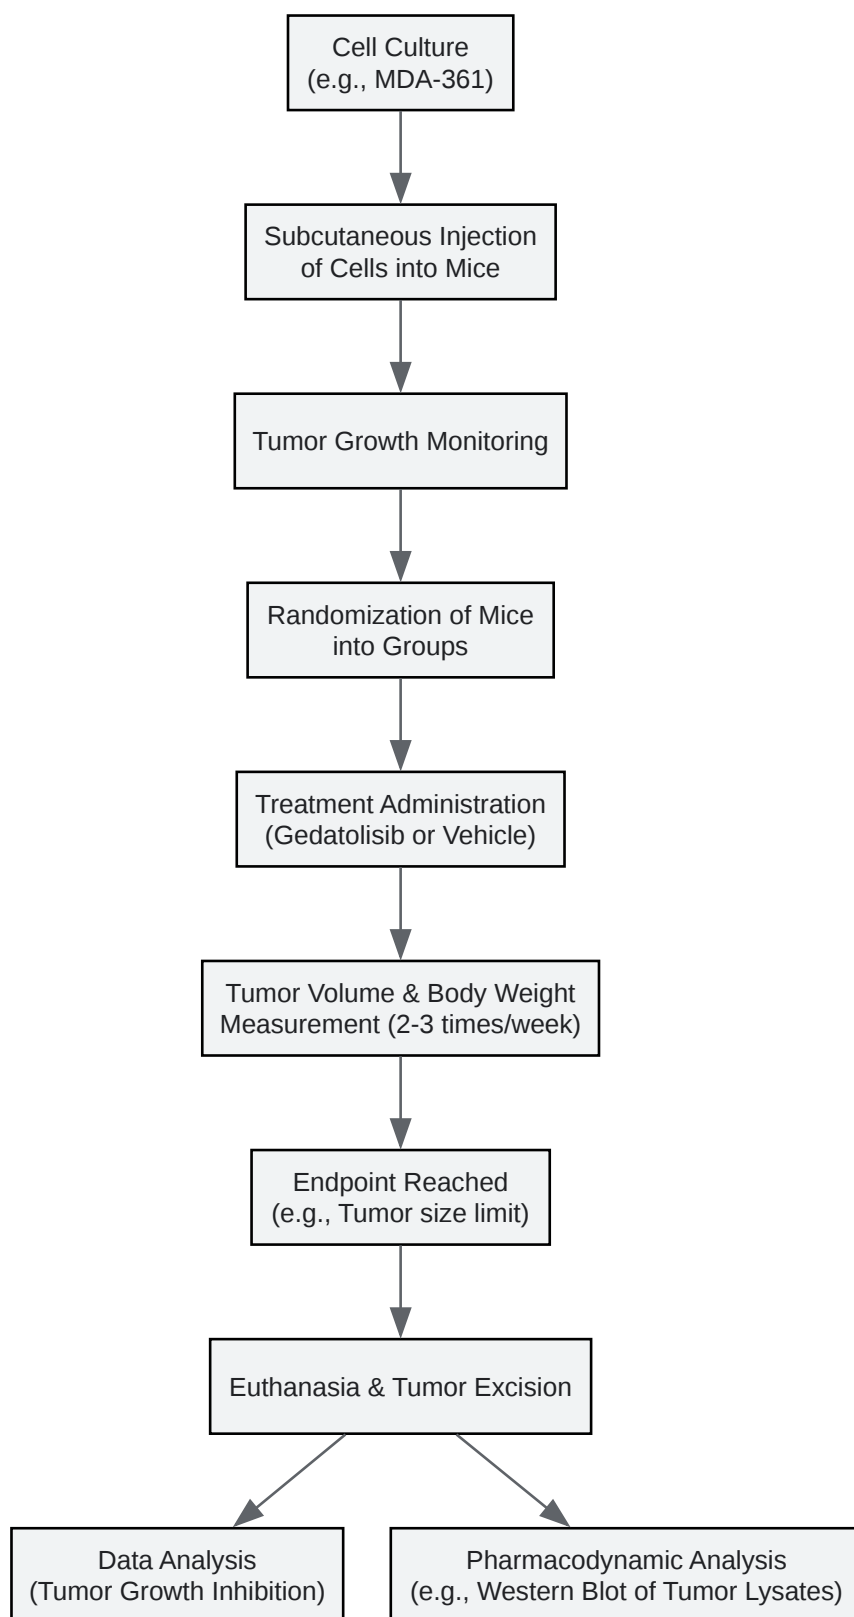 Cell Culture
(e.g., MDA-361)
Subcutaneous Injection
of Cells into Mice
Tumor Growth Monitoring
Randomization of Mice
into Groups
Treatment Administration
(Gedatolisib or Vehicle)
Tumor Volume & Body Weight
Measurement (2-3 times/week)
Endpoint Reached
(e.g., Tumor size limit)
Euthanasia & Tumor Excision
Data Analysis
(Tumor Growth Inhibition)
Pharmacodynamic Analysis
(e.g., Western Blot of Tumor Lysates)